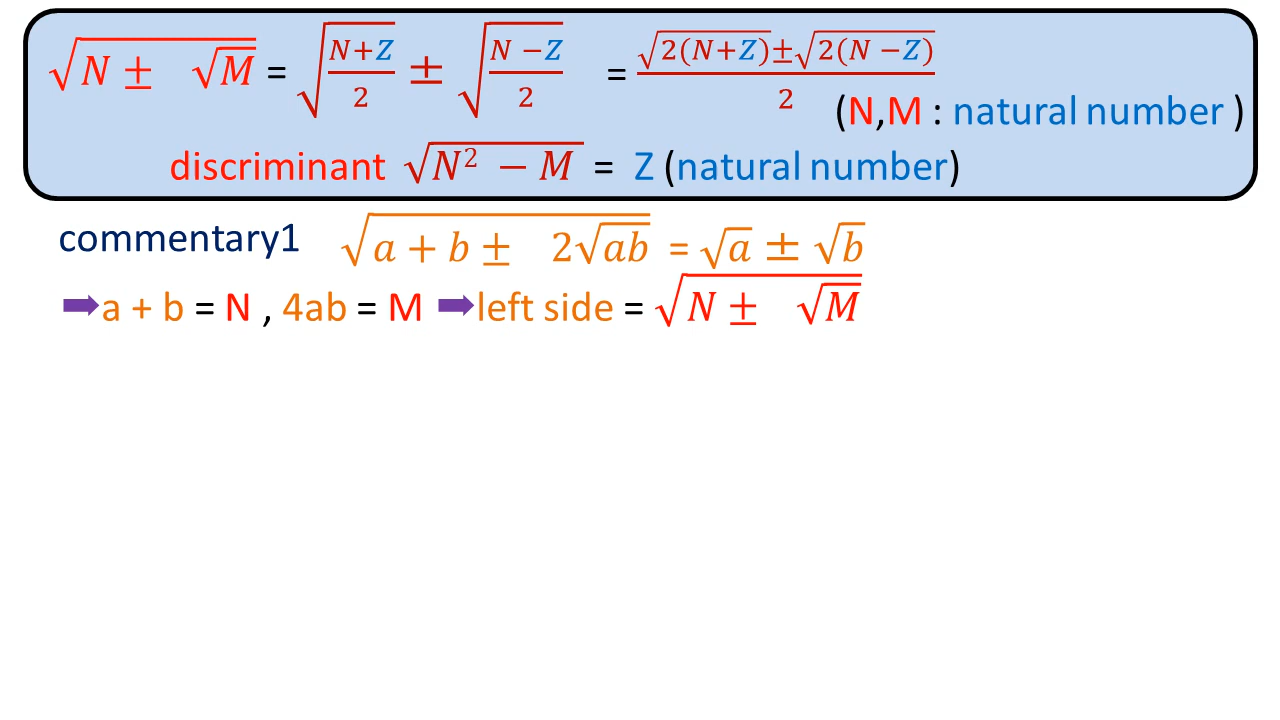 √(N ± √M) = √((N+Z)/2) ± √((N −Z)/2) = (√(2(N+Z))±√(2(N −Z)))/2
(N,M : natural number )
discriminant √(N² − M) = Z (natural number)
commentary1 √(a + b ± 2√(ab)) = √a ± √b
➡a + b = N , 4ab = M ➡left side = √(N ± √M)